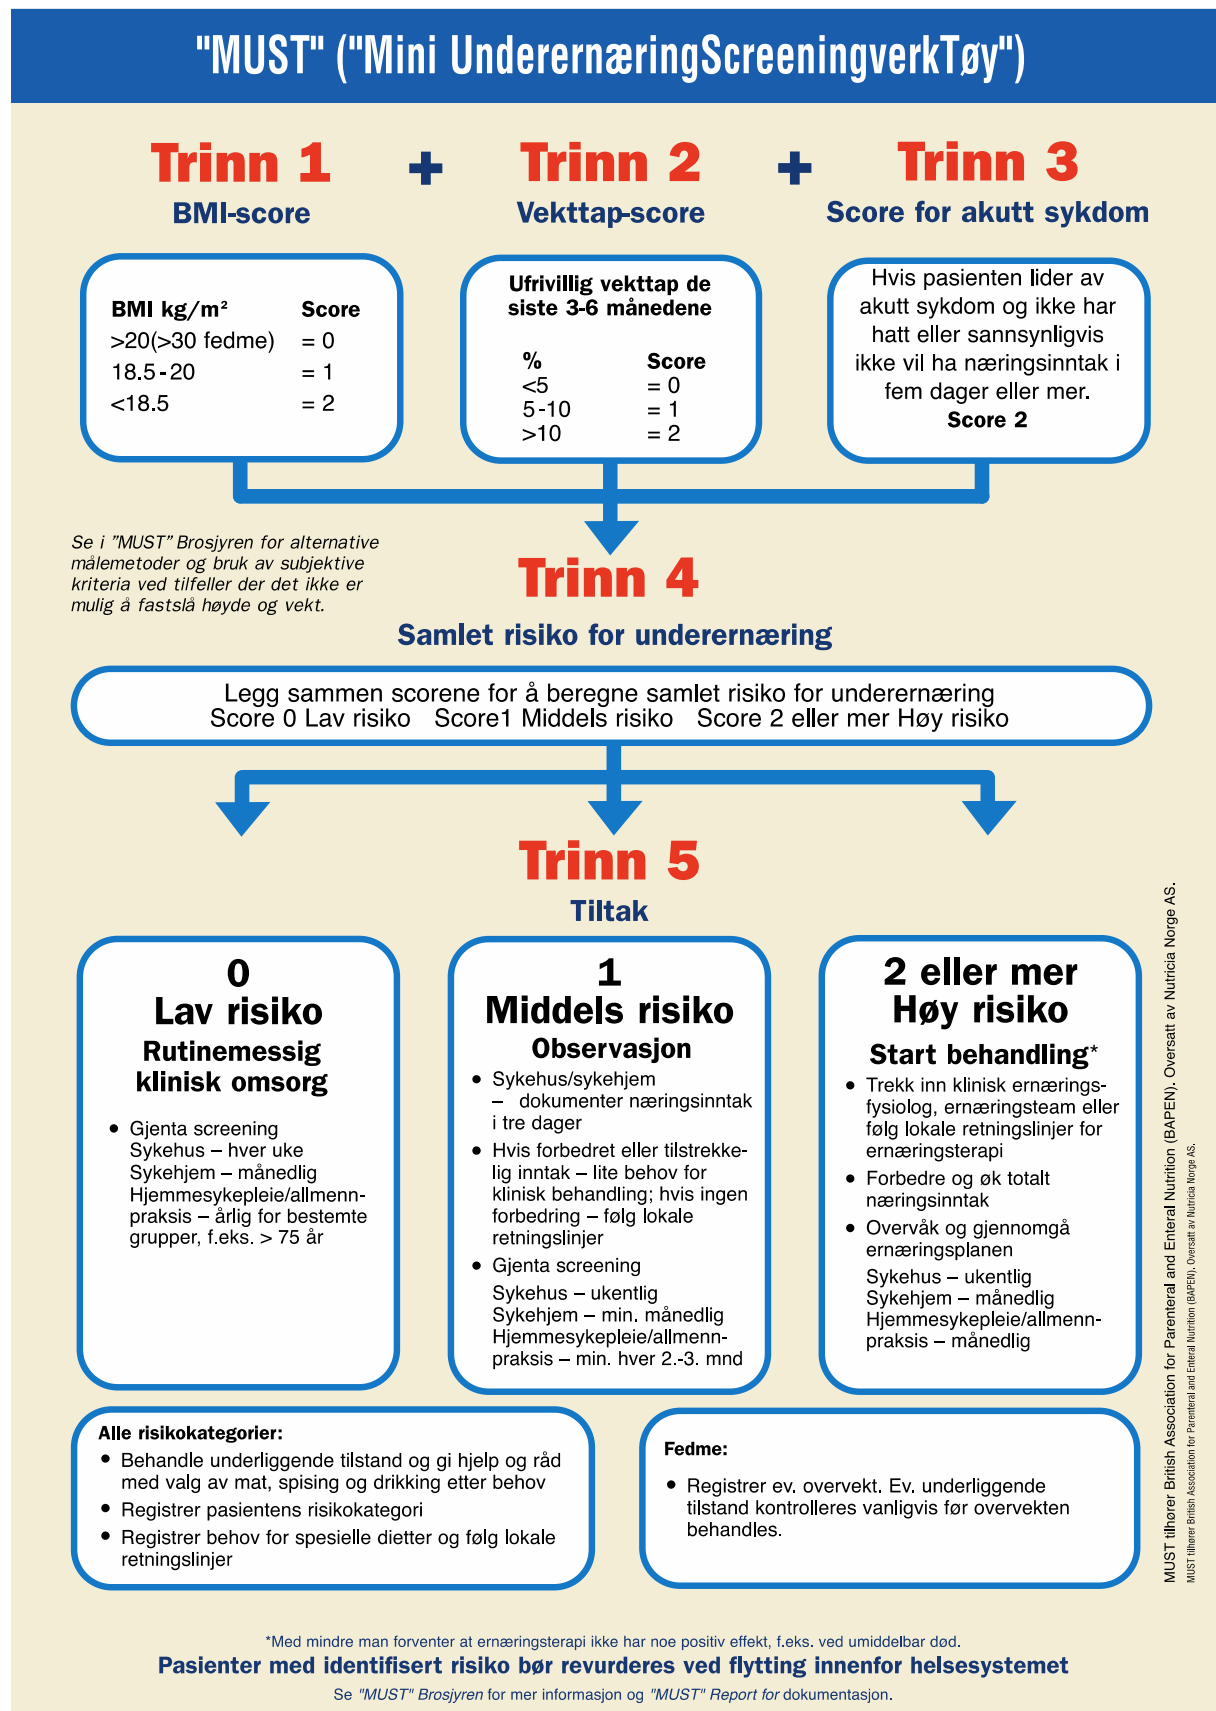 "MUST" ("Mini UnderernæringScreeningverkTøy")
Trinn 1 + Trinn 2 + Trinn 3
BMI-score
Vekttap-score
Score for akutt sykdom
BMI kg/m² Score
>20(>30 fedme) = 0
18.5-20 = 1
<18.5 = 2
Ufrivillig vekttap de
siste 3-6 månedene
% Score
<5 = 0
5-10 = 1
>10 = 2
Hvis pasienten lider av
akutt sykdom og ikke har
hatt eller sannsynligvis
ikke vil ha næringsinntak i
fem dager eller mer.
Score 2
Se i ”MUST” Brosjyren for alternative
målemetoder og bruk av subjektive
kriteria ved tilfeller der det ikke er
mulig å fastslå høyde og vekt.
Trinn 4
Samlet risiko for underernæring
Legg sammen scorene for å beregne samlet risiko for underernæring
Score 0 Lav risiko Score1 Middels risiko Score 2 eller mer Høy risiko
Trinn 5
Tiltak
0
Lav risiko
Rutinemessig
klinisk omsorg
• Gjenta screening
Sykehus – hver uke
Sykehjem – månedlig
Hjemmesykepleie/allmenn-
praksis – årlig for bestemte
grupper, f.eks. > 75 år
1
Middels risiko
Observasjon
• Sykehus/sykehjem
– dokumenter næringsinntak
i tre dager
• Hvis forbedret eller tilstrekke-
lig inntak – lite behov for
klinisk behandling; hvis ingen
forbedring – følg lokale
retningslinjer
• Gjenta screening
Sykehus – ukentlig
Sykehjem – min. månedlig
Hjemmesykepleie/allmenn-
praksis – min. hver 2.-3. mnd
2 eller mer
Høy risiko
Start behandling*
• Trekk inn klinisk ernærings-
fysiolog, ernæringsteam eller
følg lokale retningslinjer for
ernæringsterapi
• Forbedre og øk totalt
næringsinntak
• Overvåk og gjennomgå
ernæringsplanen
Sykehus – ukentlig
Sykehjem – månedlig
Hjemmesykepleie/allmenn-
praksis – månedlig
Alle risikokategorier:
• Behandle underliggende tilstand og gi hjelp og råd
med valg av mat, spising og drikking etter behov
• Registrer pasientens risikokategori
• Registrer behov for spesielle dietter og følg lokale
retningslinjer
Fedme:
• Registrer ev. overvekt. Ev. underliggende
tilstand kontrolleres vanligvis før overvekten
behandles.
MUST tilhører British Association for Parenteral and Enteral Nutrition (BAPEN). Oversatt av Nutricia Norge AS.
MUST tilhører British Association for Parenteral and Enteral Nutrition (BAPEN). Oversatt av Nutricia Norge AS.
*Med mindre man forventer at ernæringsterapi ikke har noe positiv effekt, f.eks. ved umiddelbar død.
Pasienter med identifisert risiko bør revurderes ved flytting innenfor helsesystemet
Se "MUST" Brosjyren for mer informasjon og "MUST" Report for dokumentasjon.